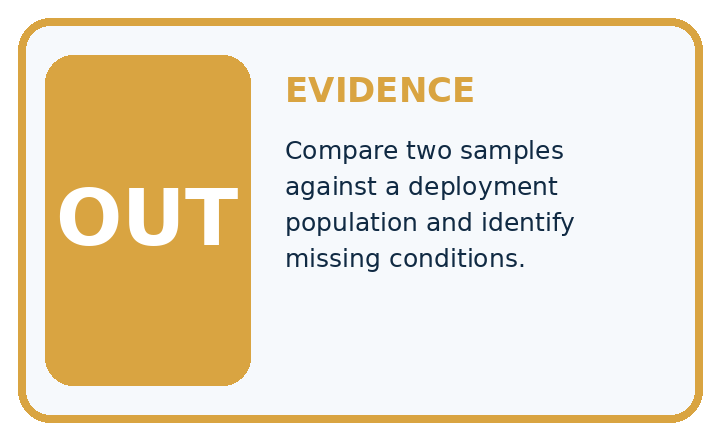 OUT
EVIDENCE
Compare two samples
against a deployment
population and identify
missing conditions.